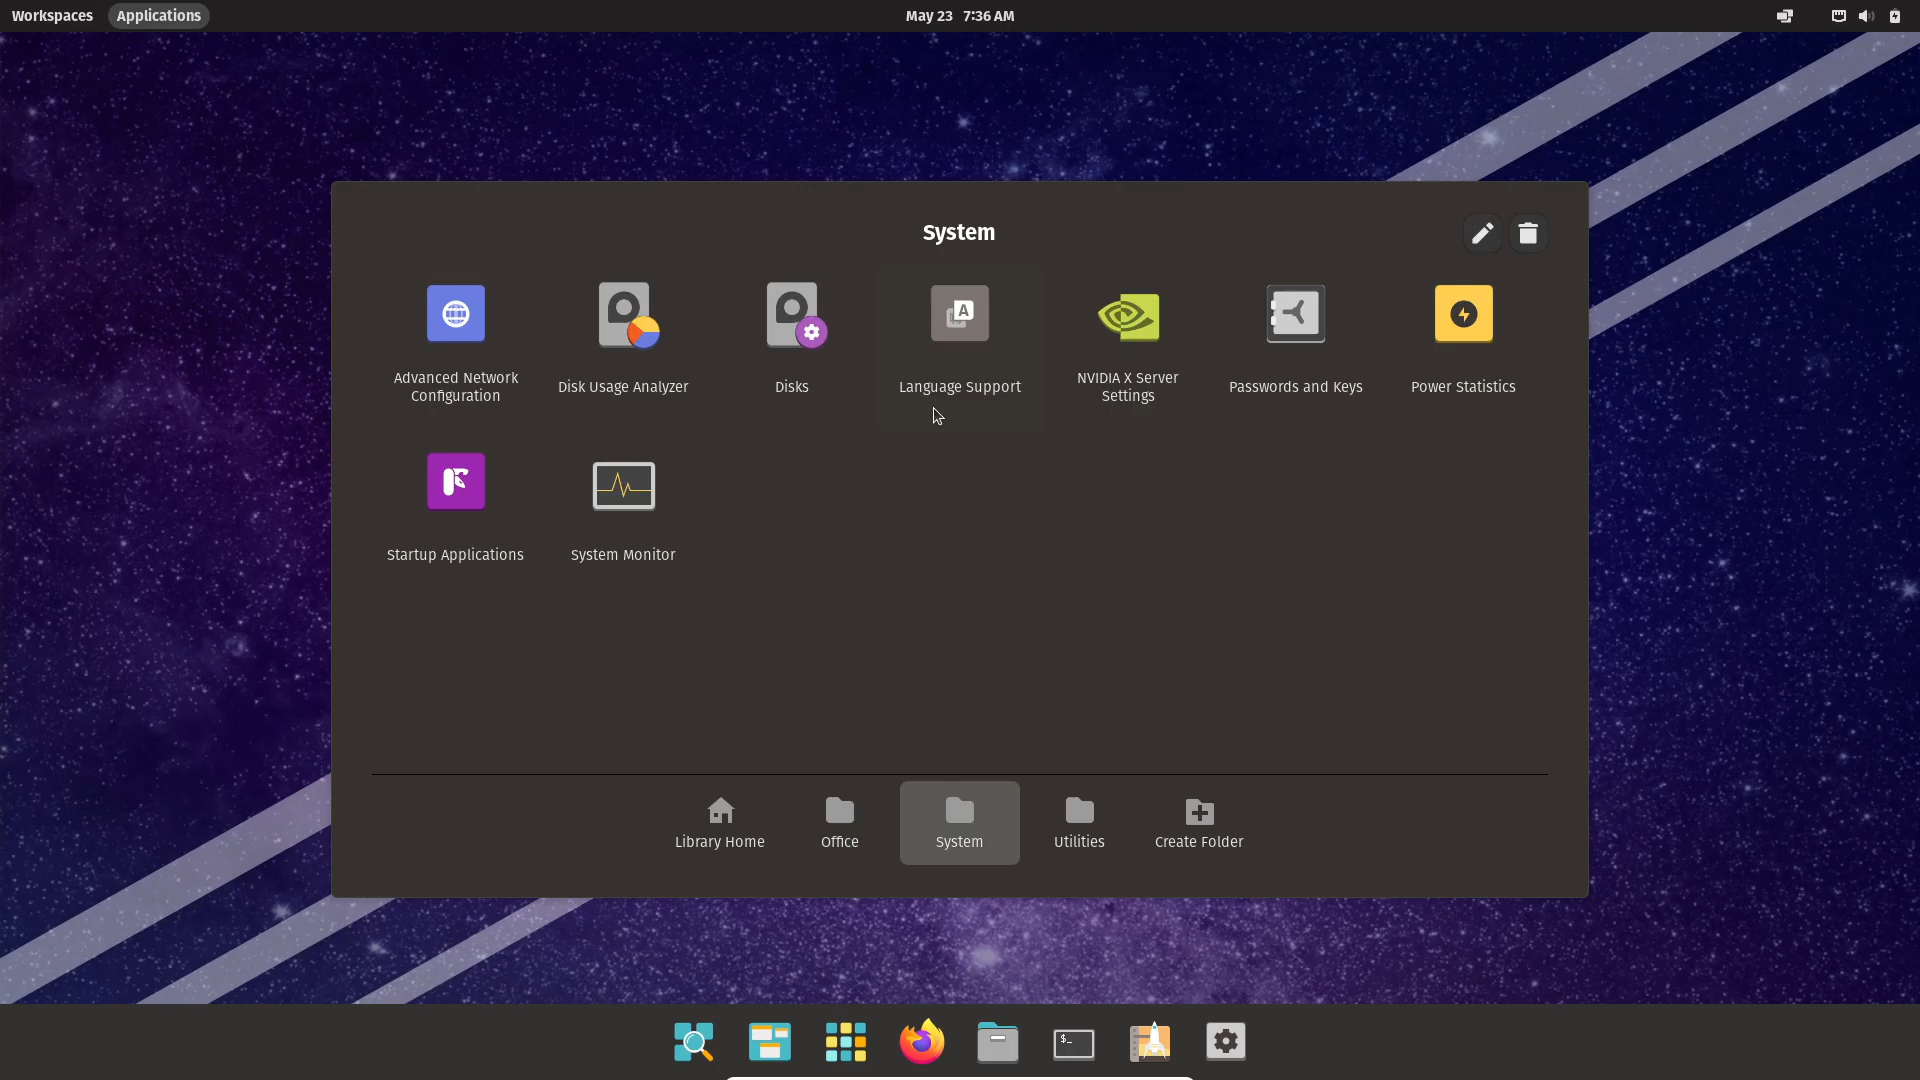 Workspaces Applications May 23 7:36 AM
System
Advanced Network
Configuration
Disk Usage Analyzer
Disks
Language Support
NVIDIA X Server
Settings
Passwords and Keys
Power Statistics
Startup Applications
System Monitor
Library Home
Office
System
Utilities
Create Folder
A
$_